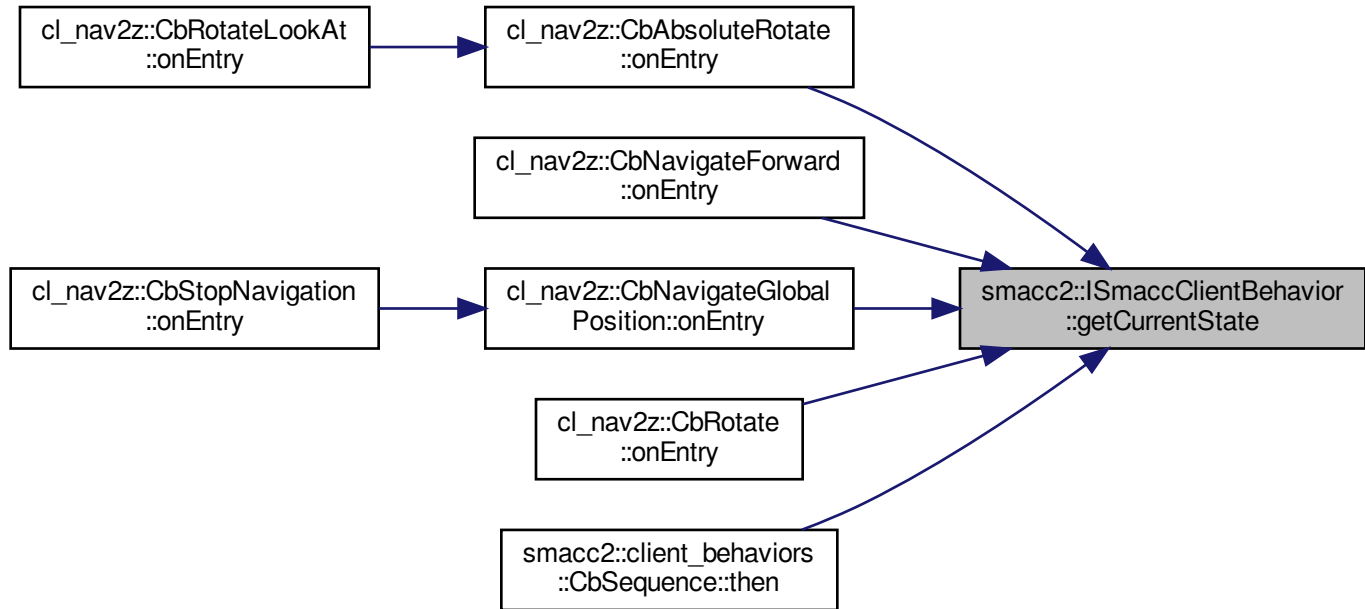 cl_nav2z::CbRotateLookAt
::onEntry
cl_nav2z::CbAbsoluteRotate
::onEntry
cl_nav2z::CbNavigateForward
::onEntry
cl_nav2z::CbStopNavigation
::onEntry
cl_nav2z::CbNavigateGlobal
Position::onEntry
smacc2::ISmaccClientBehavior
::getCurrentState
cl_nav2z::CbRotate
::onEntry
smacc2::client_behaviors
::CbSequence::then